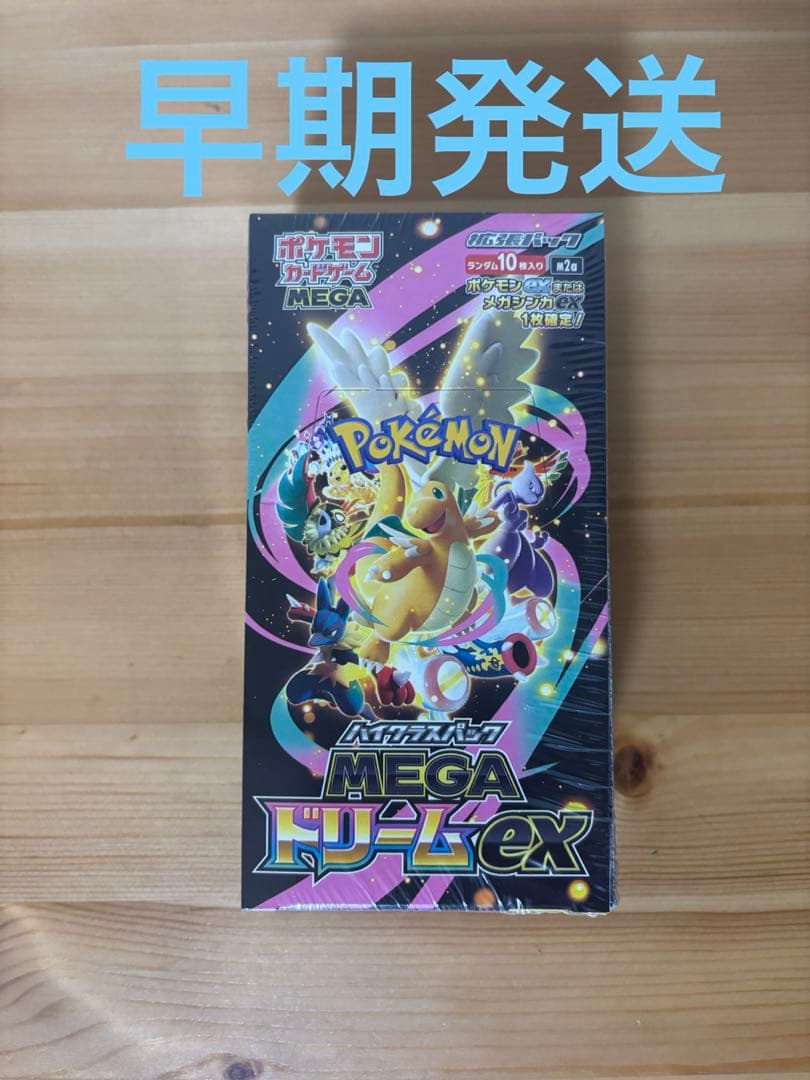 早期発送
ポケモン
カードゲーム
MEGA
拡張パック
ランダム10枚入り M2a
ポケモンexまたは
メガシンカex
1枚確定!
POKéMON
ハイクラスパック
MEGA
ドリームex